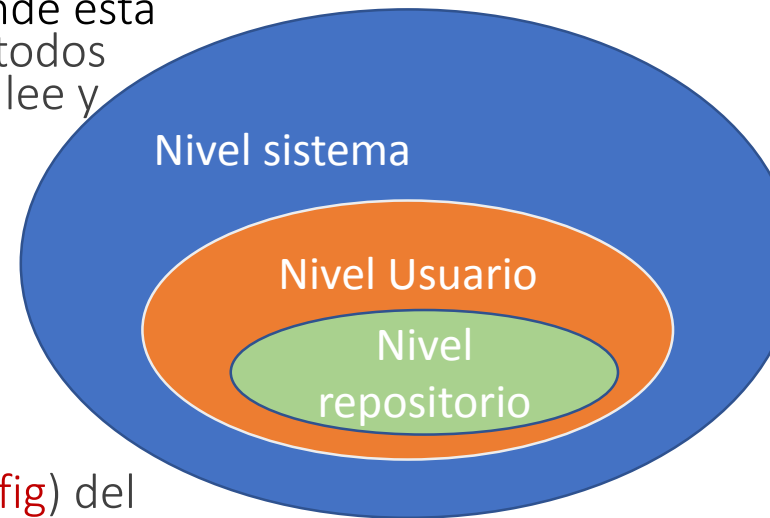 nde está
todos
lee y
Nivel sistema
Nivel Usuario
Nivel
repositorio
fig) del